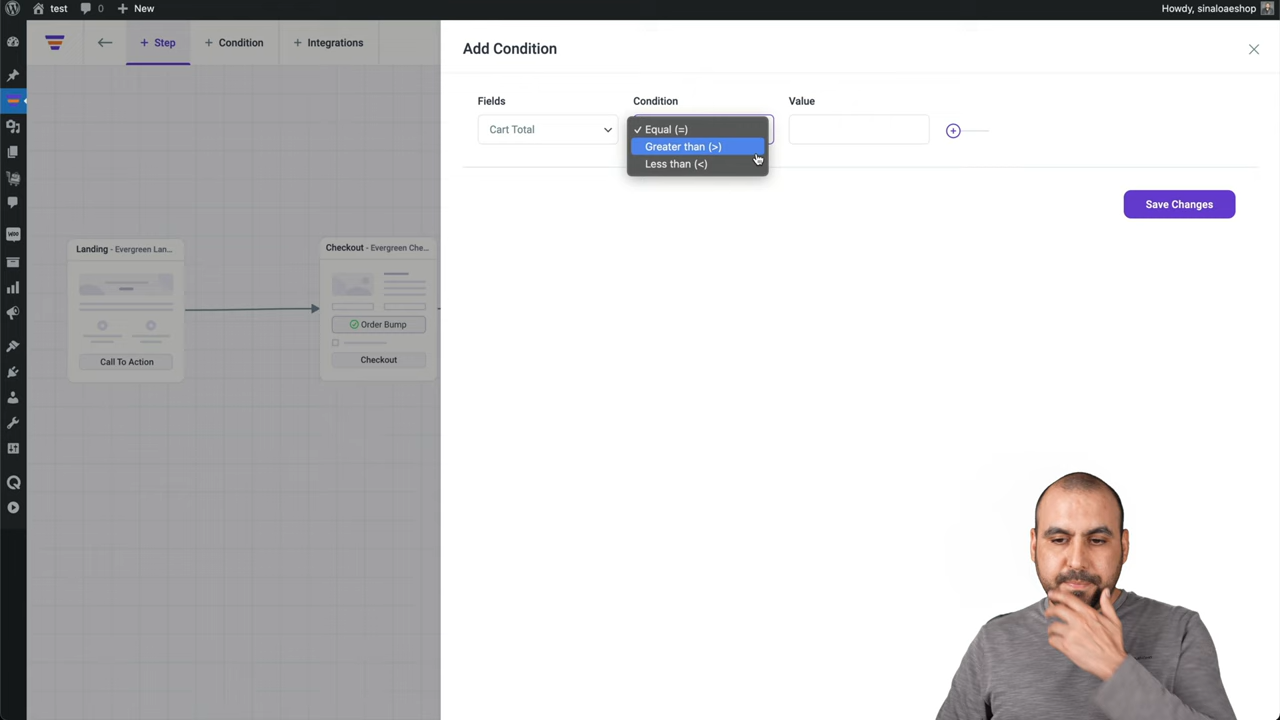 test
0
New
Howdy, sinaloaeshop
Step
Condition
Integrations
Add Condition
Fields
Condition
Value
Cart Total
✓ Equal (=)
Greater than (>)
Less than (<)
Save Changes
Landing - Evergreen Lan...
Call To Action
Checkout - Evergreen Che...
Order Bump
Checkout
woo